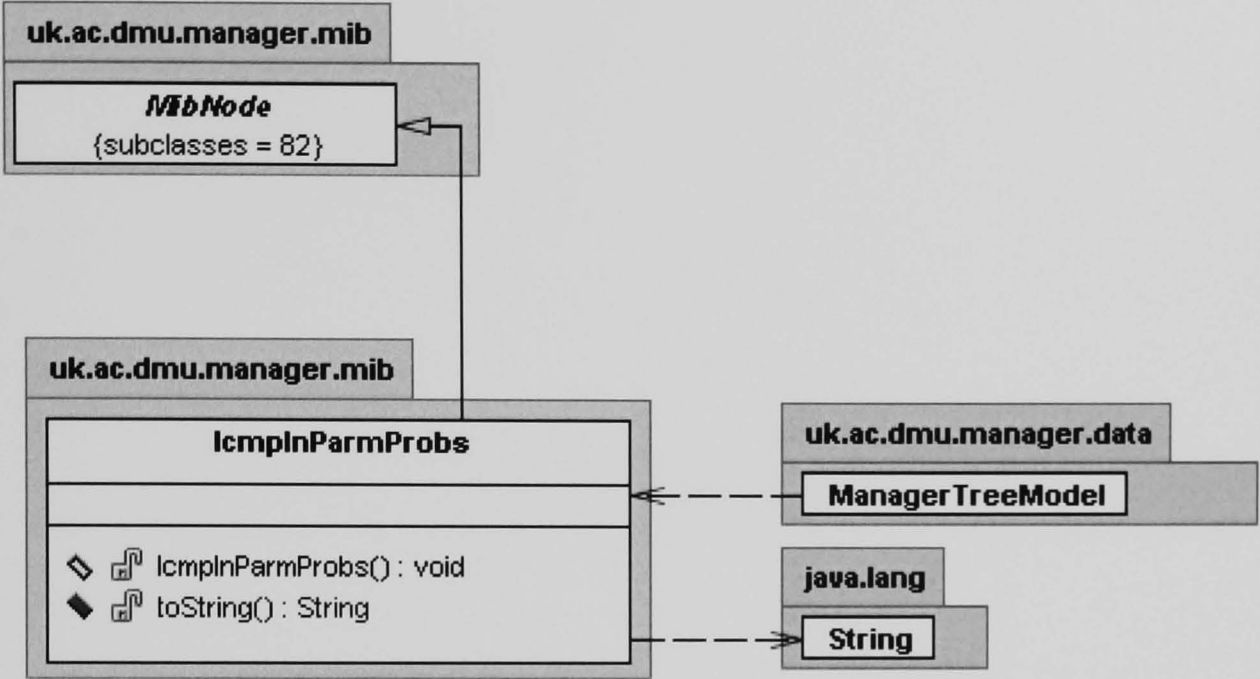 uk.ac.dmu.manager.mib
MibNode
{subclasses = 82}
uk.ac.dmu.manager.mib
IcmpInParmProbs
IcmpInParmProbs() : void
toString() : String
uk.ac.dmu.manager.data
ManagerTreeModel
java.lang
String